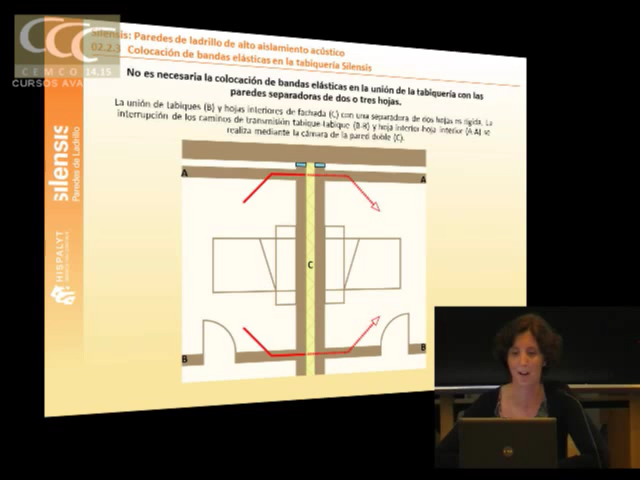 CCC
CEMCO 14.15
CURSOS AVA
Silensis: Paredes de ladrillo de alto aislamiento acústico
02.2.3 Colocación de bandas elásticas en la tabiquería Silensis
No es necesaria la colocación de bandas elásticas en la unión de la tabiquería con las
paredes separadoras de dos o tres hojas.
La unión de tabiques (B) y hojas interiores de fachada (C) con una separadora de dos hojas es rígida. La
interrupción de los caminos de transmisión tabique-tabique (B-B) y hoja interior-hoja interior (A-A) se
realiza mediante la cámara de la pared doble (C).
silensis
Paredes de Ladrillo
HISPALYT
A
A
C
B
B